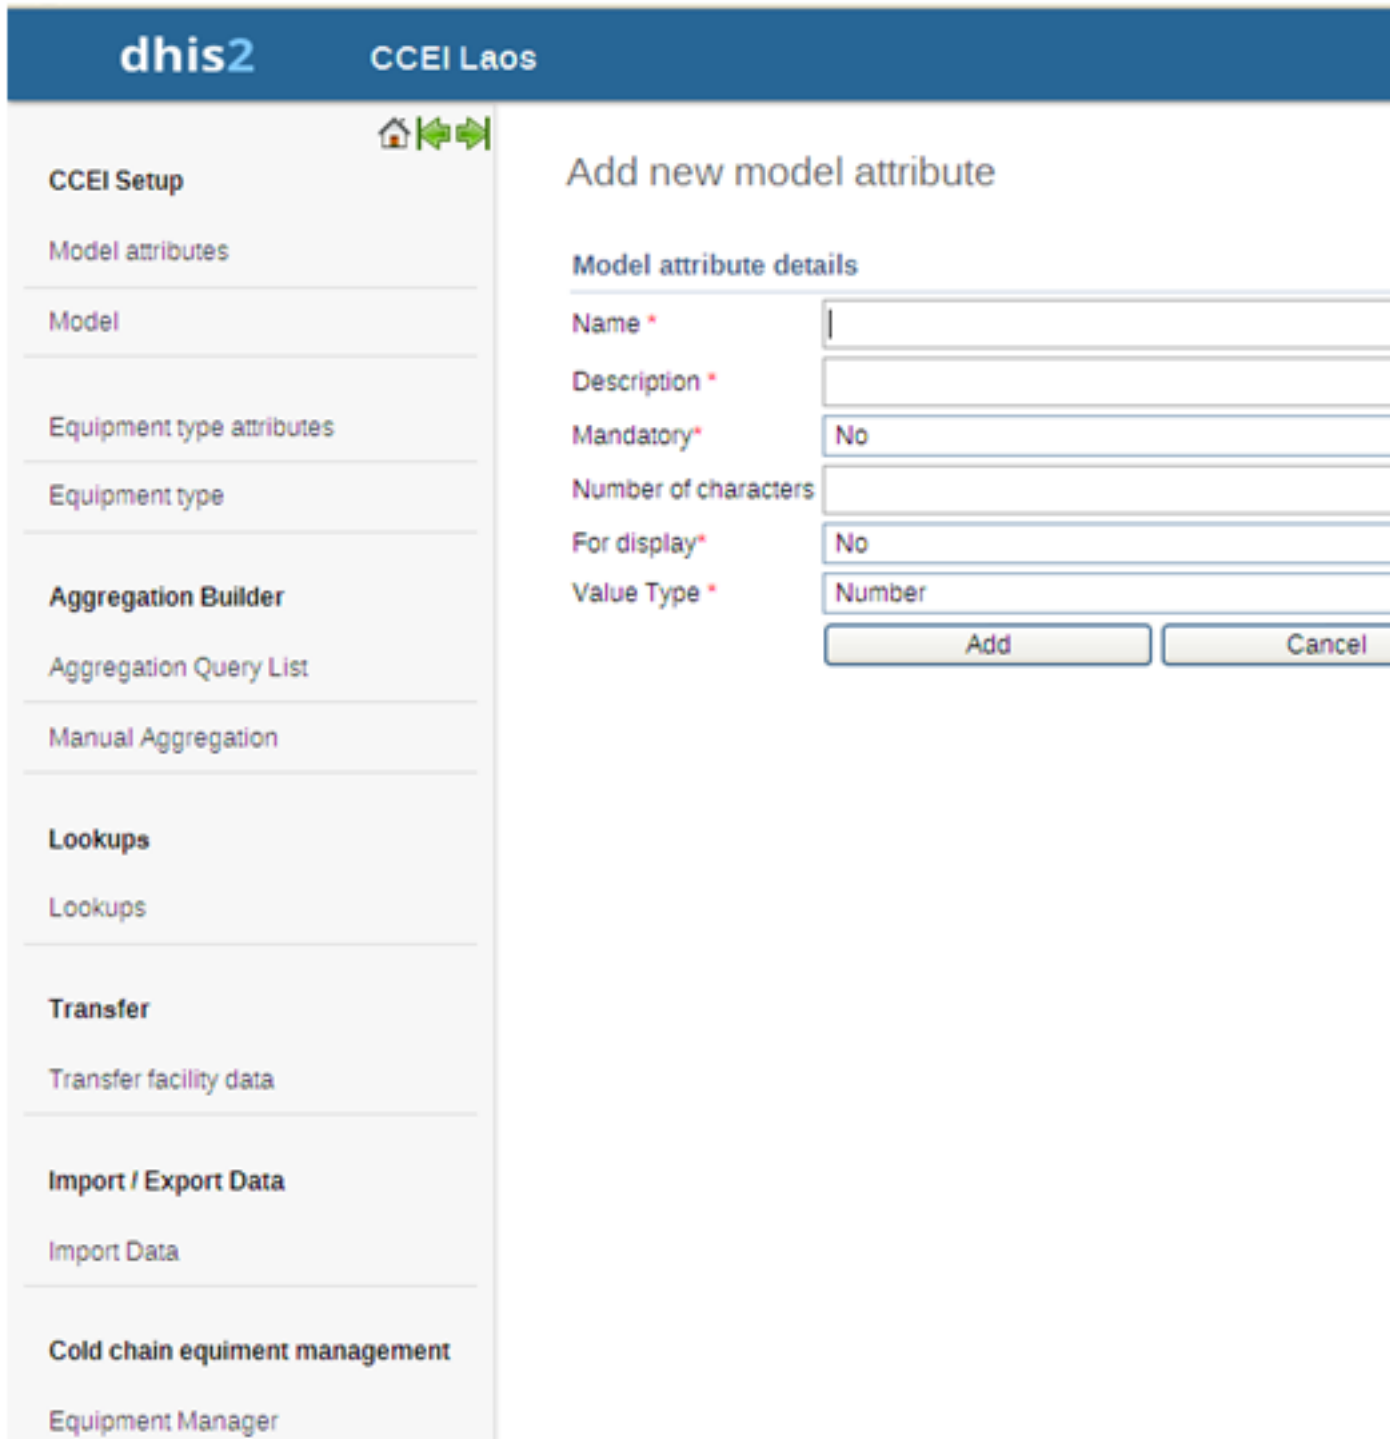 dhis2 CCEI Laos
CCEI Setup
Model attributes
Model
Equipment type attributes
Equipment type
Aggregation Builder
Aggregation Query List
Manual Aggregation
Lookups
Lookups
Transfer
Transfer facility data
Import / Export Data
Import Data
Cold chain equiment management
Equipment Manager
Add new model attribute
Model attribute details
Name *
Description *
Mandatory* No
Number of characters
For display* No
Value Type * Number
Add Cancel